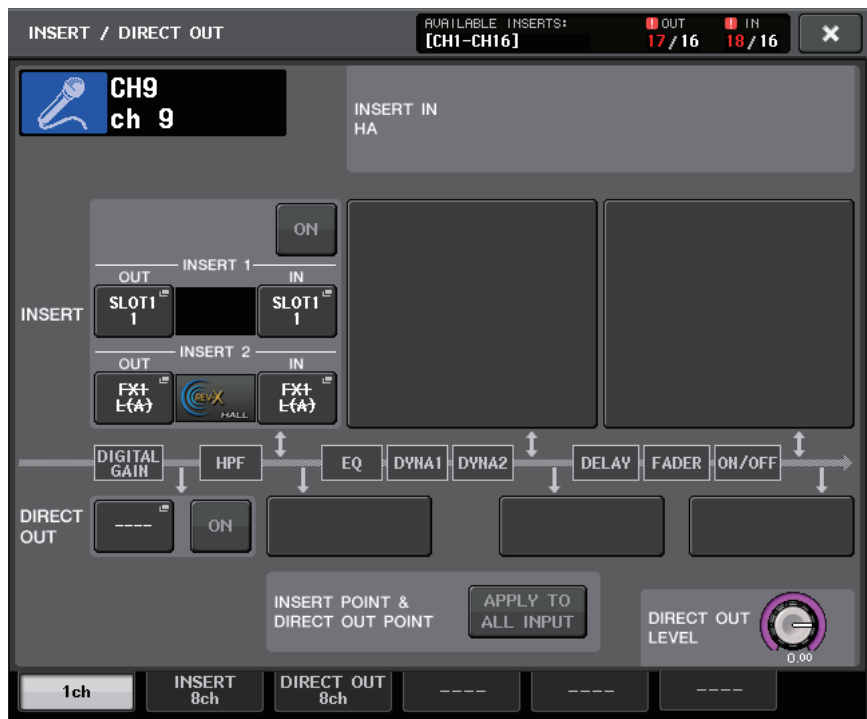 INSERT / DIRECT OUT
AVAILABLE INSERTS:
[CH1-CH16]
! OUT
17/16
! IN
18/16
×
CH9
ch 9
INSERT IN
HA
ON
INSERT 1
OUT IN
INSERT
SLOT1
1
SLOT1
1
INSERT 2
OUT IN
FX1
L(A)
REV-X
HALL
FX1
L(A)
DIGITAL
GAIN
HPF
EQ
DYNA1
DYNA2
DELAY
FADER
ON/OFF
DIRECT
OUT
----
ON
INSERT POINT &
DIRECT OUT POINT
APPLY TO
ALL INPUT
DIRECT OUT
LEVEL
0.00
1ch
INSERT
8ch
DIRECT OUT
8ch
----
----
----